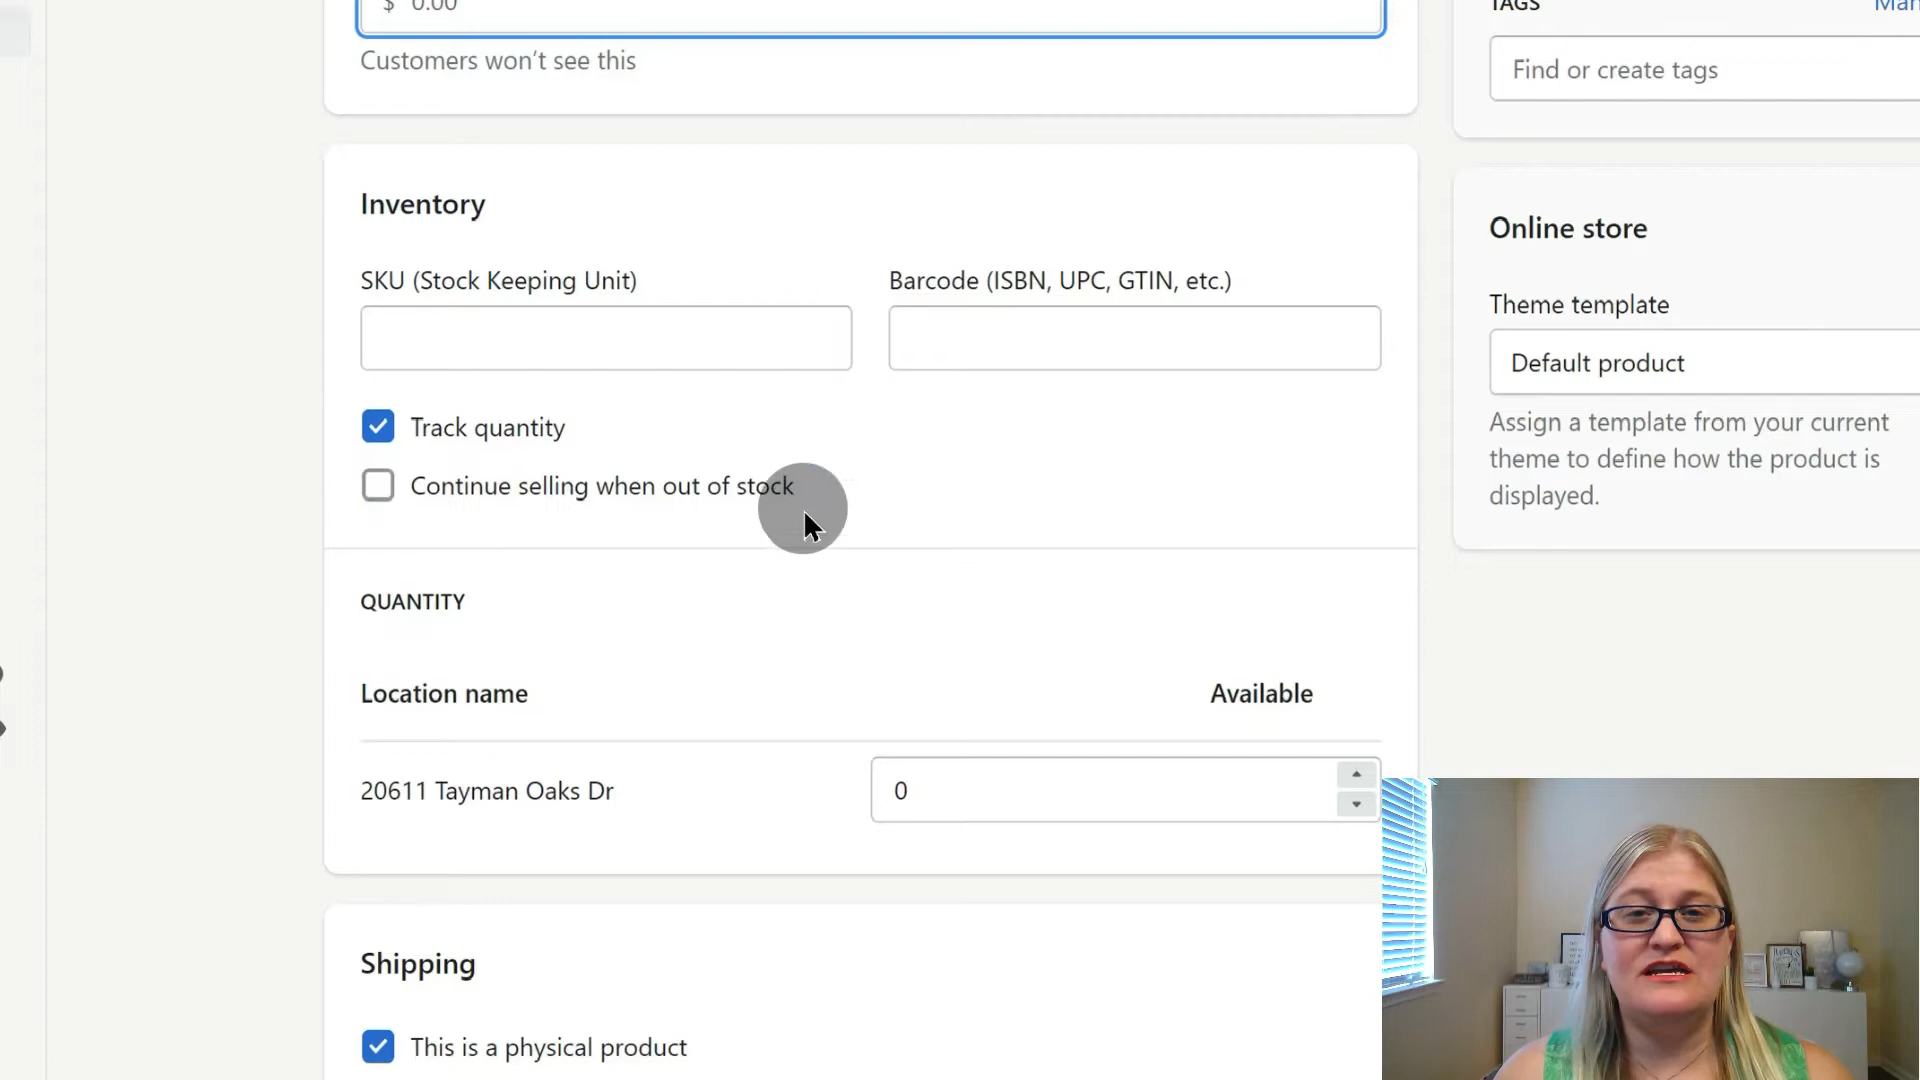 $ 0.00
Customers won't see this
Inventory
SKU (Stock Keeping Unit)
Barcode (ISBN, UPC, GTIN, etc.)
Track quantity
Continue selling when out of stock
QUANTITY
Location name
Available
20611 Tayman Oaks Dr
0
Shipping
This is a physical product
TAGS
Find or create tags
Online store
Theme template
Default product
Assign a template from your current
theme to define how the product is
displayed.